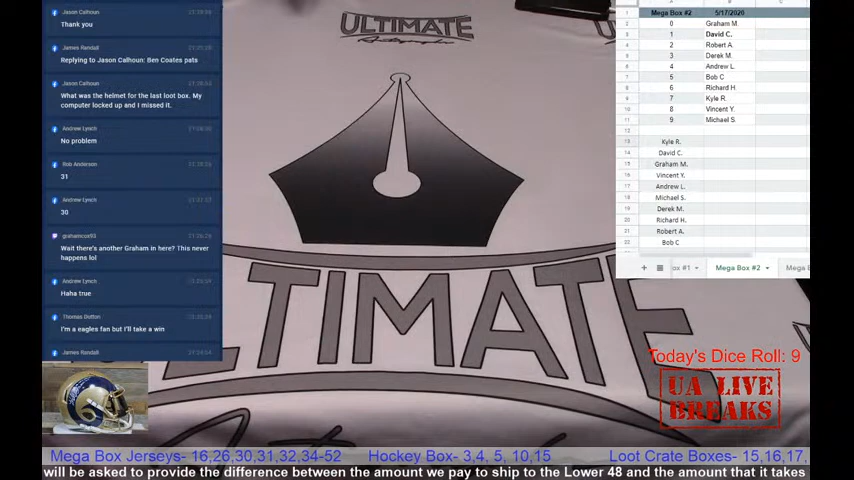 Jason Calhoun
Thank you
James Randall
Replying to Jason Calhoun: Ben Coates pats
Jason Calhoun
What was the helmet for the last loot box. My
computer locked up and I missed it.
Andrew Lynch
No problem
Rob Anderson
31
Andrew Lynch
30
grahamcox93
Wait there's another Graham in here? This never
happens lol
Andrew Lynch
Haha true
Thomas Dutton
I'm a eagles fan but I'll take a win
James Randall
ULTIMATE
ULTIMATE
Mega Box #2 5/17/2020
0 Graham M.
1 David C.
2 Robert A.
3 Derek M.
4 Andrew L.
5 Bob C
6 Richard H.
7 Kyle R.
8 Vincent Y.
9 Michael S.
Kyle R.
David C.
Graham M.
Vincent Y.
Andrew L.
Michael S.
Derek M.
Richard H.
Robert A.
Bob C
ox #1 Mega Box #2 Mega B
Today's Dice Roll: 9
UA LIVE
BREAKS
Mega Box Jerseys- 16,26,30,31,32,34-52 Hockey Box- 3,4, 5, 10,15 Loot Crate Boxes- 15,16,17,
will be asked to provide the difference between the amount we pay to ship to the Lower 48 and the amount that it takes